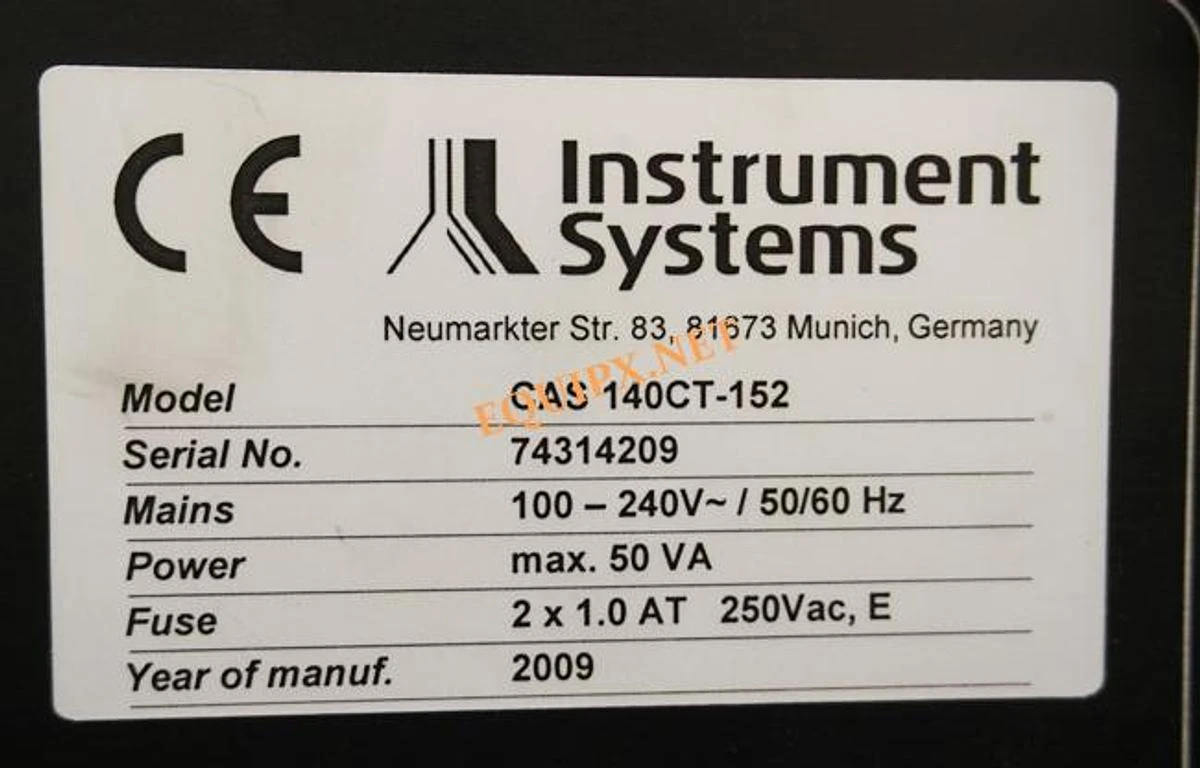 CE
Instrument
Systems
Neumarkter Str. 83, 81673 Munich, Germany
EQUIPX.NET
Model CAS 140CT-152
Serial No. 74314209
Mains 100 – 240V~ / 50/60 Hz
Power max. 50 VA
Fuse 2 x 1.0 AT 250Vac, E
Year of manuf. 2009